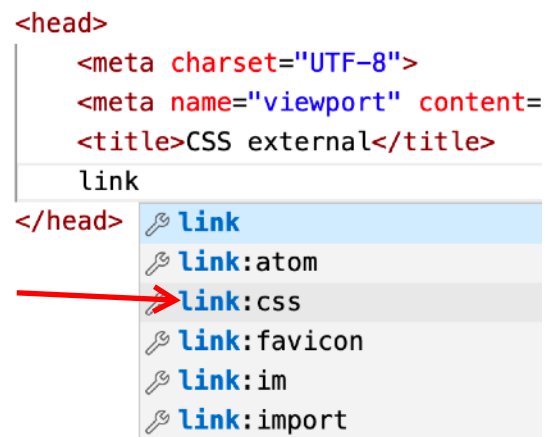 <head>
<meta charset="UTF-8">
<meta name="viewport" content=
<title>CSS external</title>
link
</head>
link
link:atom
link:css
link:favicon
link:im
link:import